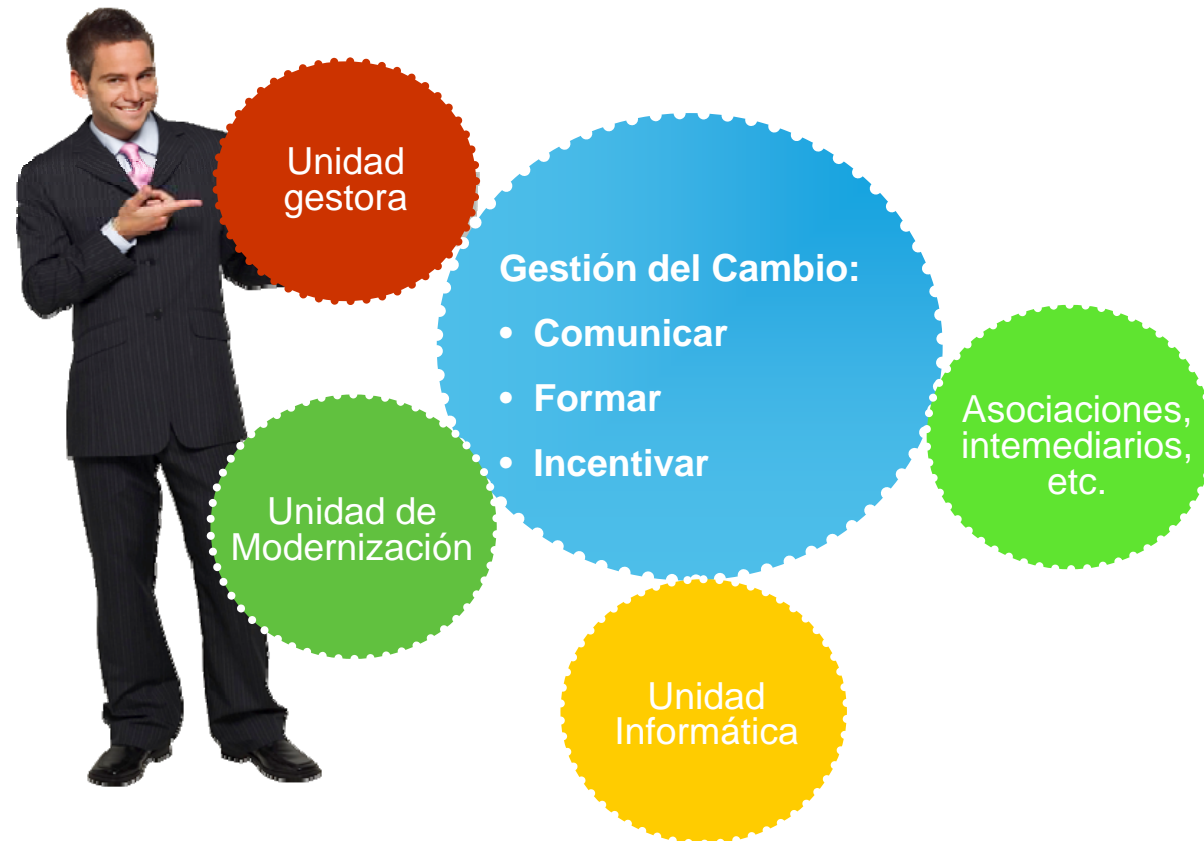 Unidad
gestora
Gestión del Cambio:
• Comunicar
• Formar
• Incentivar
Asociaciones,
intemediarios,
etc.
Unidad de
Modernización
Unidad
Informática